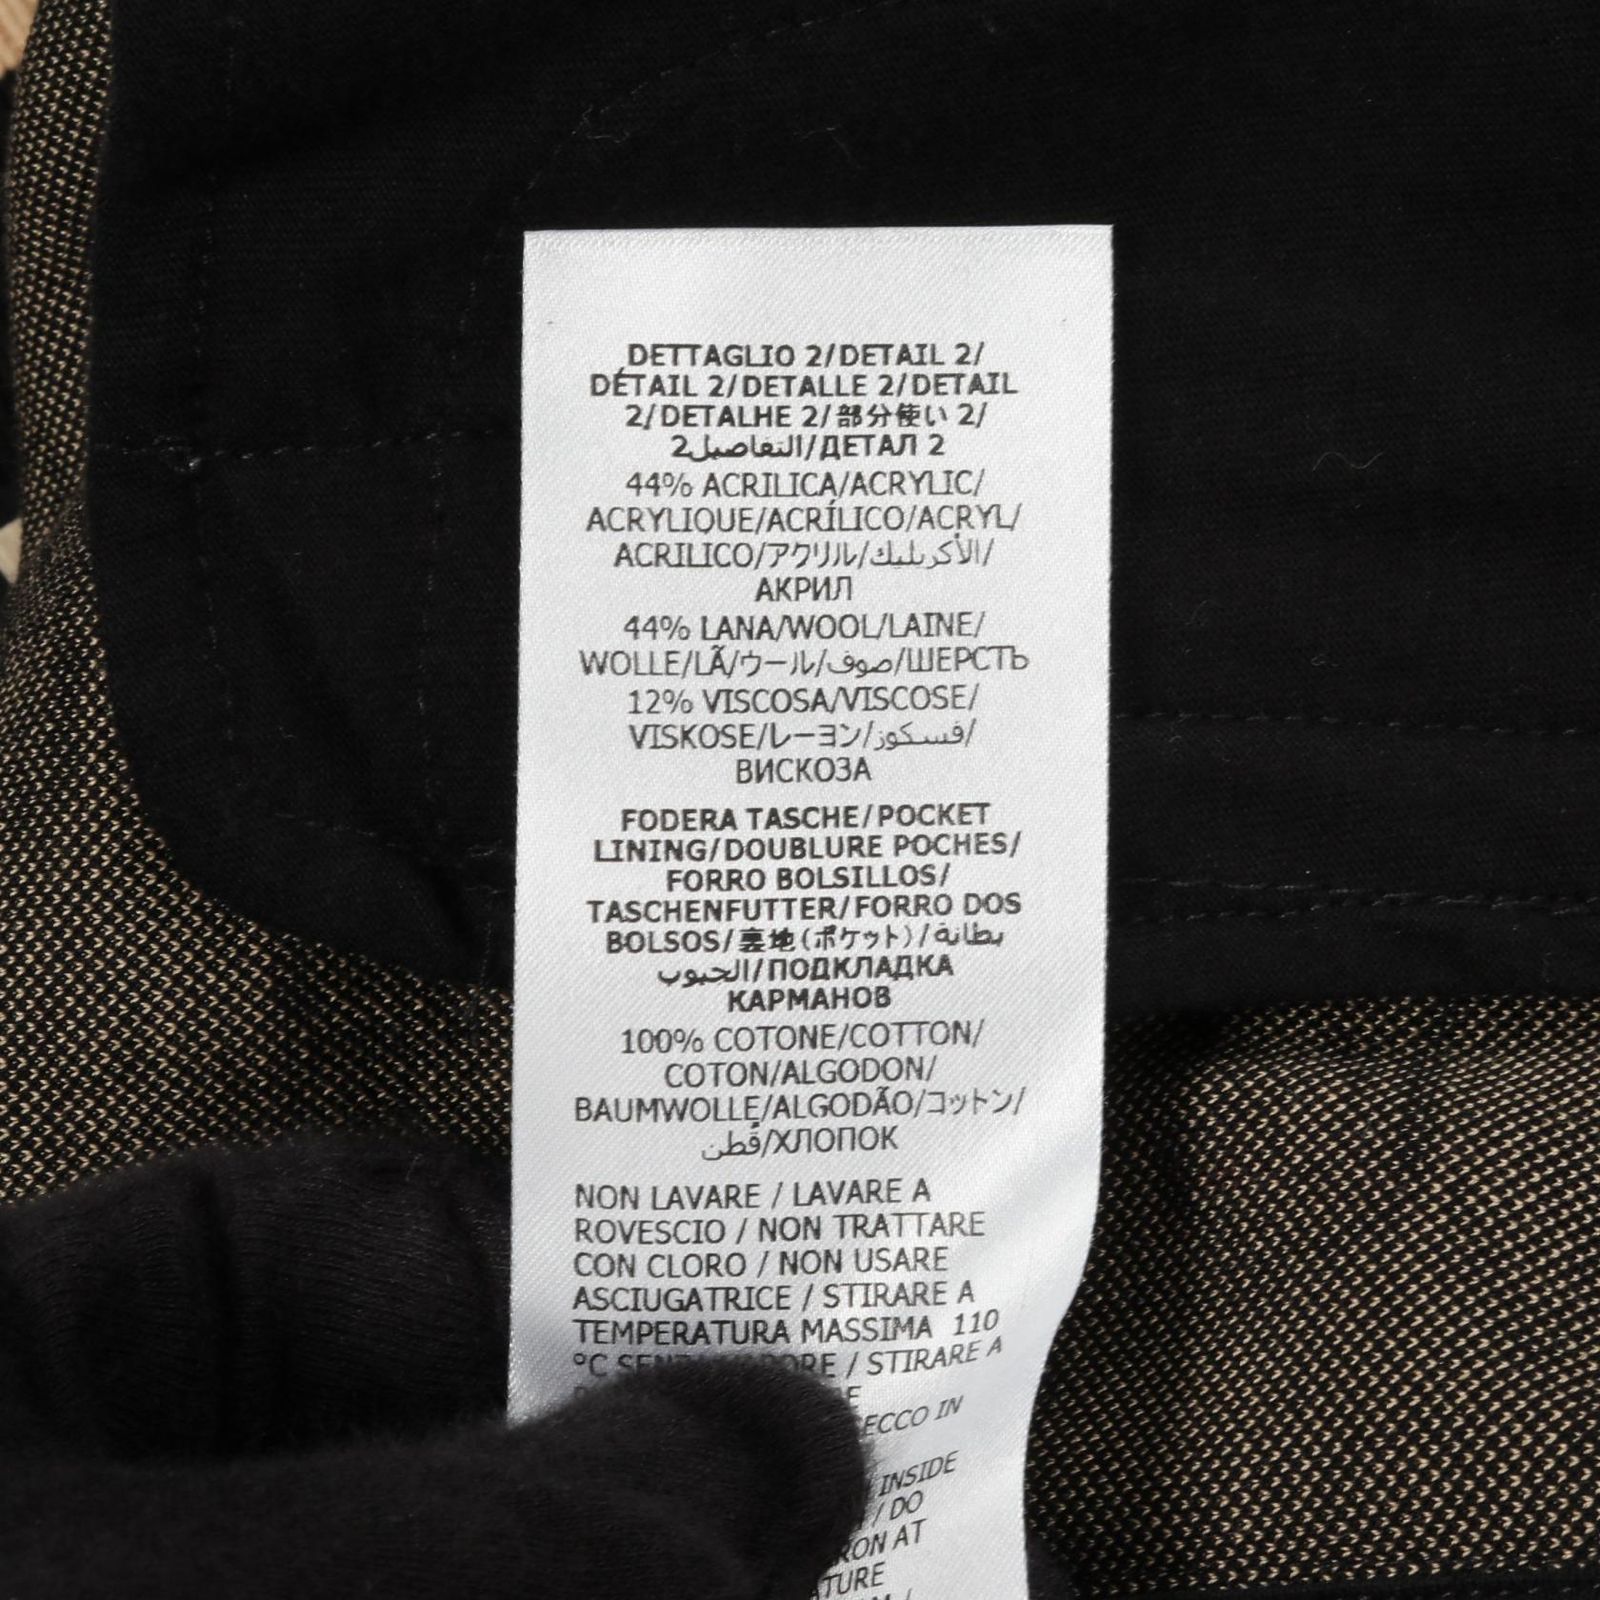 DETTAGLIO 2/DETAIL 2/
DÉTAIL 2/DETALLE 2/DETAIL
2/DETALHE 2/部分使い 2/
التفاصيل2/ДЕТАЛ 2
44% ACRILICA/ACRYLIC/
ACRYLIQUE/ACRÍLICO/ACRYL/
ACRILICO/アクリル/الأكريليك/
АКРИЛ
44% LANA/WOOL/LAINE/
WOLLE/LÃ/ウール/صوف/ШЕРСТЬ
12% VISCOSA/VISCOSE/
VISKOSE/レーヨン/فسكوز/
ВИСКОЗА
FODERA TASCHE/POCKET
LINING/DOUBLURE POCHES/
FORRO BOLSILLOS/
TASCHENFUTTER/FORRO DOS
BOLSOS/裏地(ポケット)/بطانة
الجيوب/ПОДКЛАДКА
КАРМАНОВ
100% COTONE/COTTON/
COTON/ALGODON/
BAUMWOLLE/ALGODÃO/コットン/
قطن/ХЛОПОК
NON LAVARE / LAVARE A
ROVESCIO / NON TRATTARE
CON CLORO / NON USARE
ASCIUGATRICE / STIRARE A
TEMPERATURA MASSIMA 110
°C / STIRARE A
IN
INSIDE
/ DO
AT